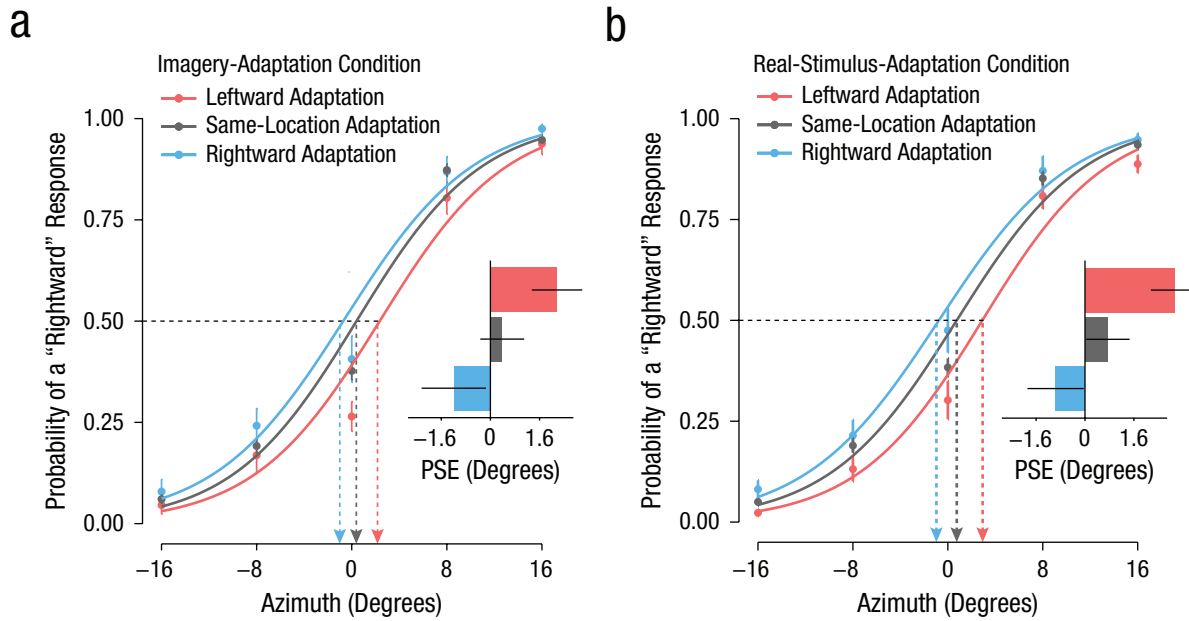 a
Imagery-Adaptation Condition
Leftward Adaptation
Same-Location Adaptation
Rightward Adaptation
Probability of a “Rightward” Response
1.00
0.75
0.50
0.25
0.00
−16
−8
0
8
16
Azimuth (Degrees)
−1.6
0
1.6
PSE (Degrees)
b
Real-Stimulus-Adaptation Condition
Leftward Adaptation
Same-Location Adaptation
Rightward Adaptation
Probability of a “Rightward” Response
1.00
0.75
0.50
0.25
0.00
−16
−8
0
8
16
Azimuth (Degrees)
−1.6
0
1.6
PSE (Degrees)